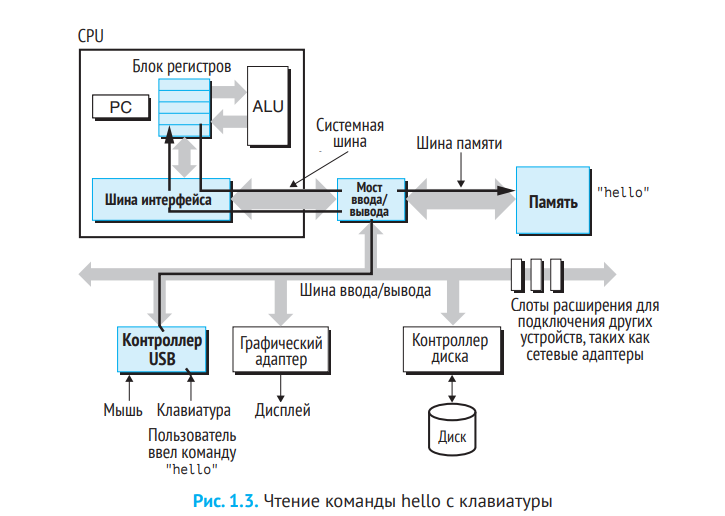 CPU
Блок регистров
PC
ALU
Системная
шина
Шина памяти
Шина интерфейса
Мост
ввода/
вывода
Память
"hello"
Шина ввода/вывода
Слоты расширения для
подключения других
устройств, таких как
сетевые адаптеры
Контроллер
USB
Графический
адаптер
Контроллер
диска
Мышь
Клавиатура
Дисплей
Диск
Пользователь
ввел команду
"hello"
Рис. 1.3. Чтение команды hello с клавиатуры